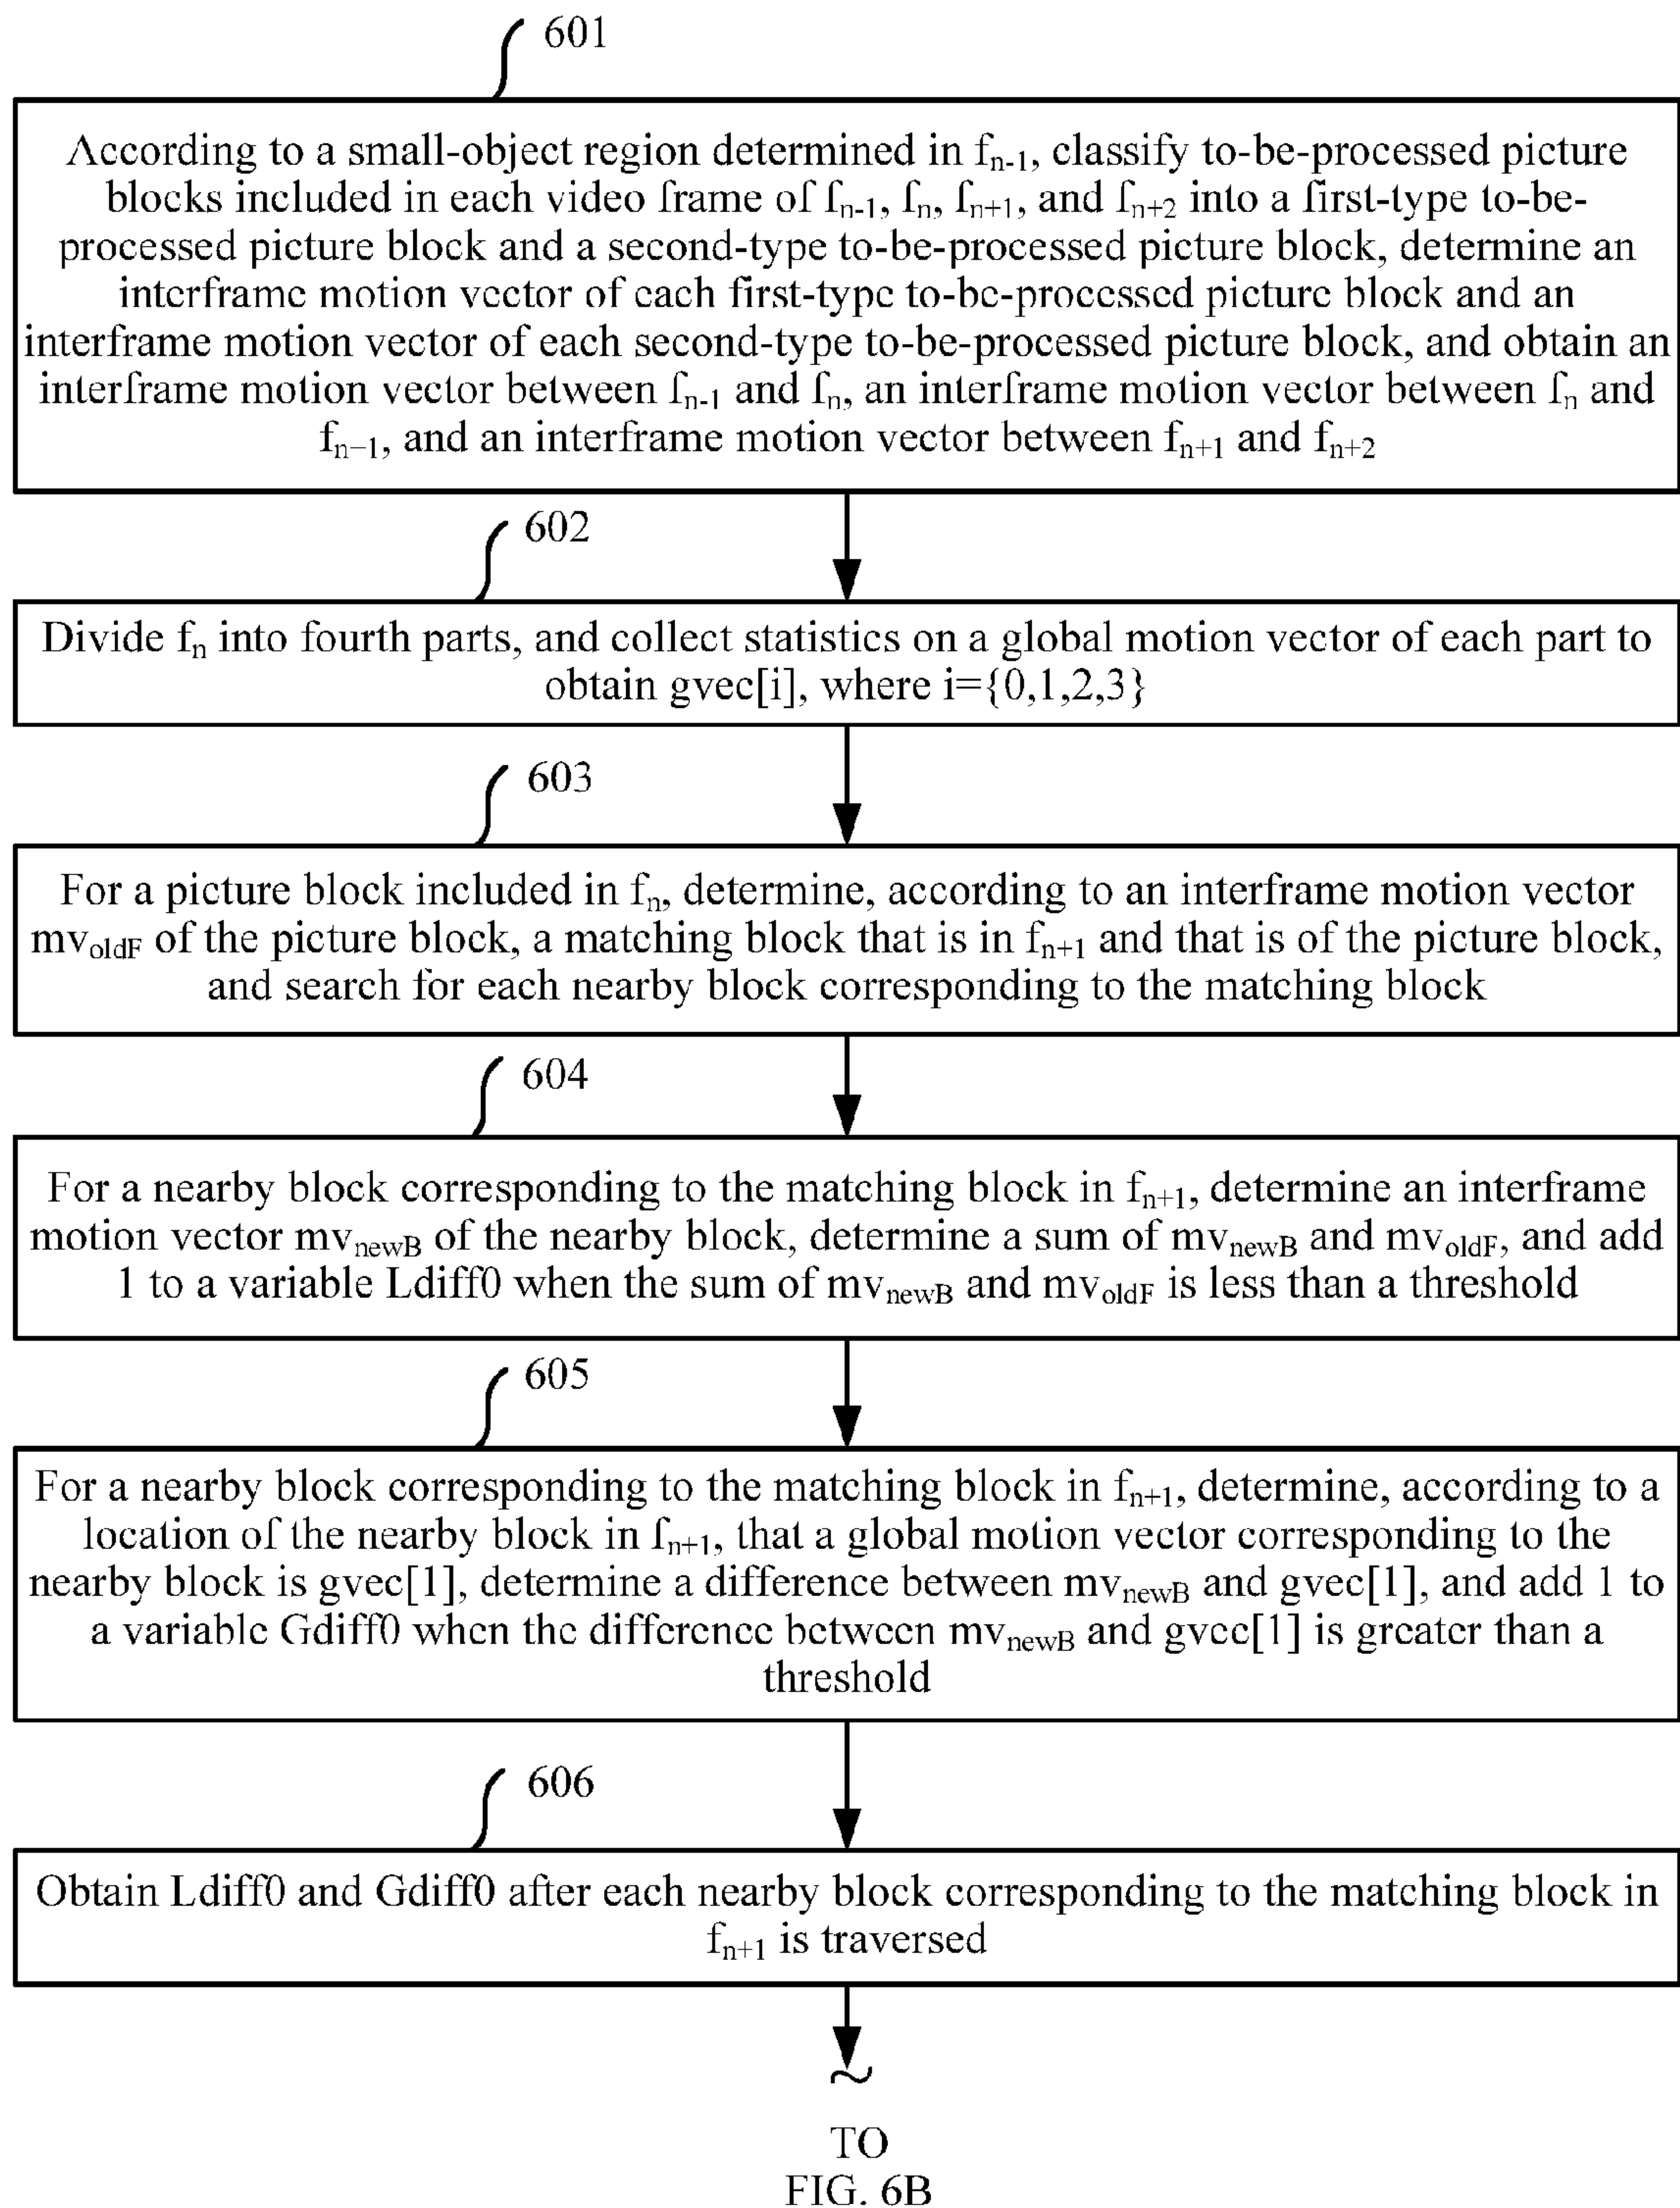 601
According to a small-object region determined in fn-1, classify to-be-processed picture
blocks included in each video frame of fn-1, fn, fn+1, and fn+2 into a first-type to-be-
processed picture block and a second-type to-be-processed picture block, determine an
interframe motion vector of each first-type to-be-processed picture block and an
interframe motion vector of each second-type to-be-processed picture block, and obtain an
interframe motion vector between fn-1 and fn, an interframe motion vector between fn and
fn−1, and an interframe motion vector between fn+1 and fn+2
602
Divide fn into fourth parts, and collect statistics on a global motion vector of each part to
obtain gvec[i], where i={0,1,2,3}
603
For a picture block included in fn, determine, according to an interframe motion vector
mvoldF of the picture block, a matching block that is in fn+1 and that is of the picture block,
and search for each nearby block corresponding to the matching block
604
For a nearby block corresponding to the matching block in fn+1, determine an interframe
motion vector mvnewB of the nearby block, determine a sum of mvnewB and mvoldF, and add
1 to a variable Ldiff0 when the sum of mvnewB and mvoldF is less than a threshold
605
For a nearby block corresponding to the matching block in fn+1, determine, according to a
location of the nearby block in fn+1, that a global motion vector corresponding to the
nearby block is gvec[1], determine a difference between mvnewB and gvec[1], and add 1 to
a variable Gdiff0 when the difference between mvnewB and gvec[1] is greater than a
threshold
606
Obtain Ldiff0 and Gdiff0 after each nearby block corresponding to the matching block in
fn+1 is traversed
TO
FIG. 6B